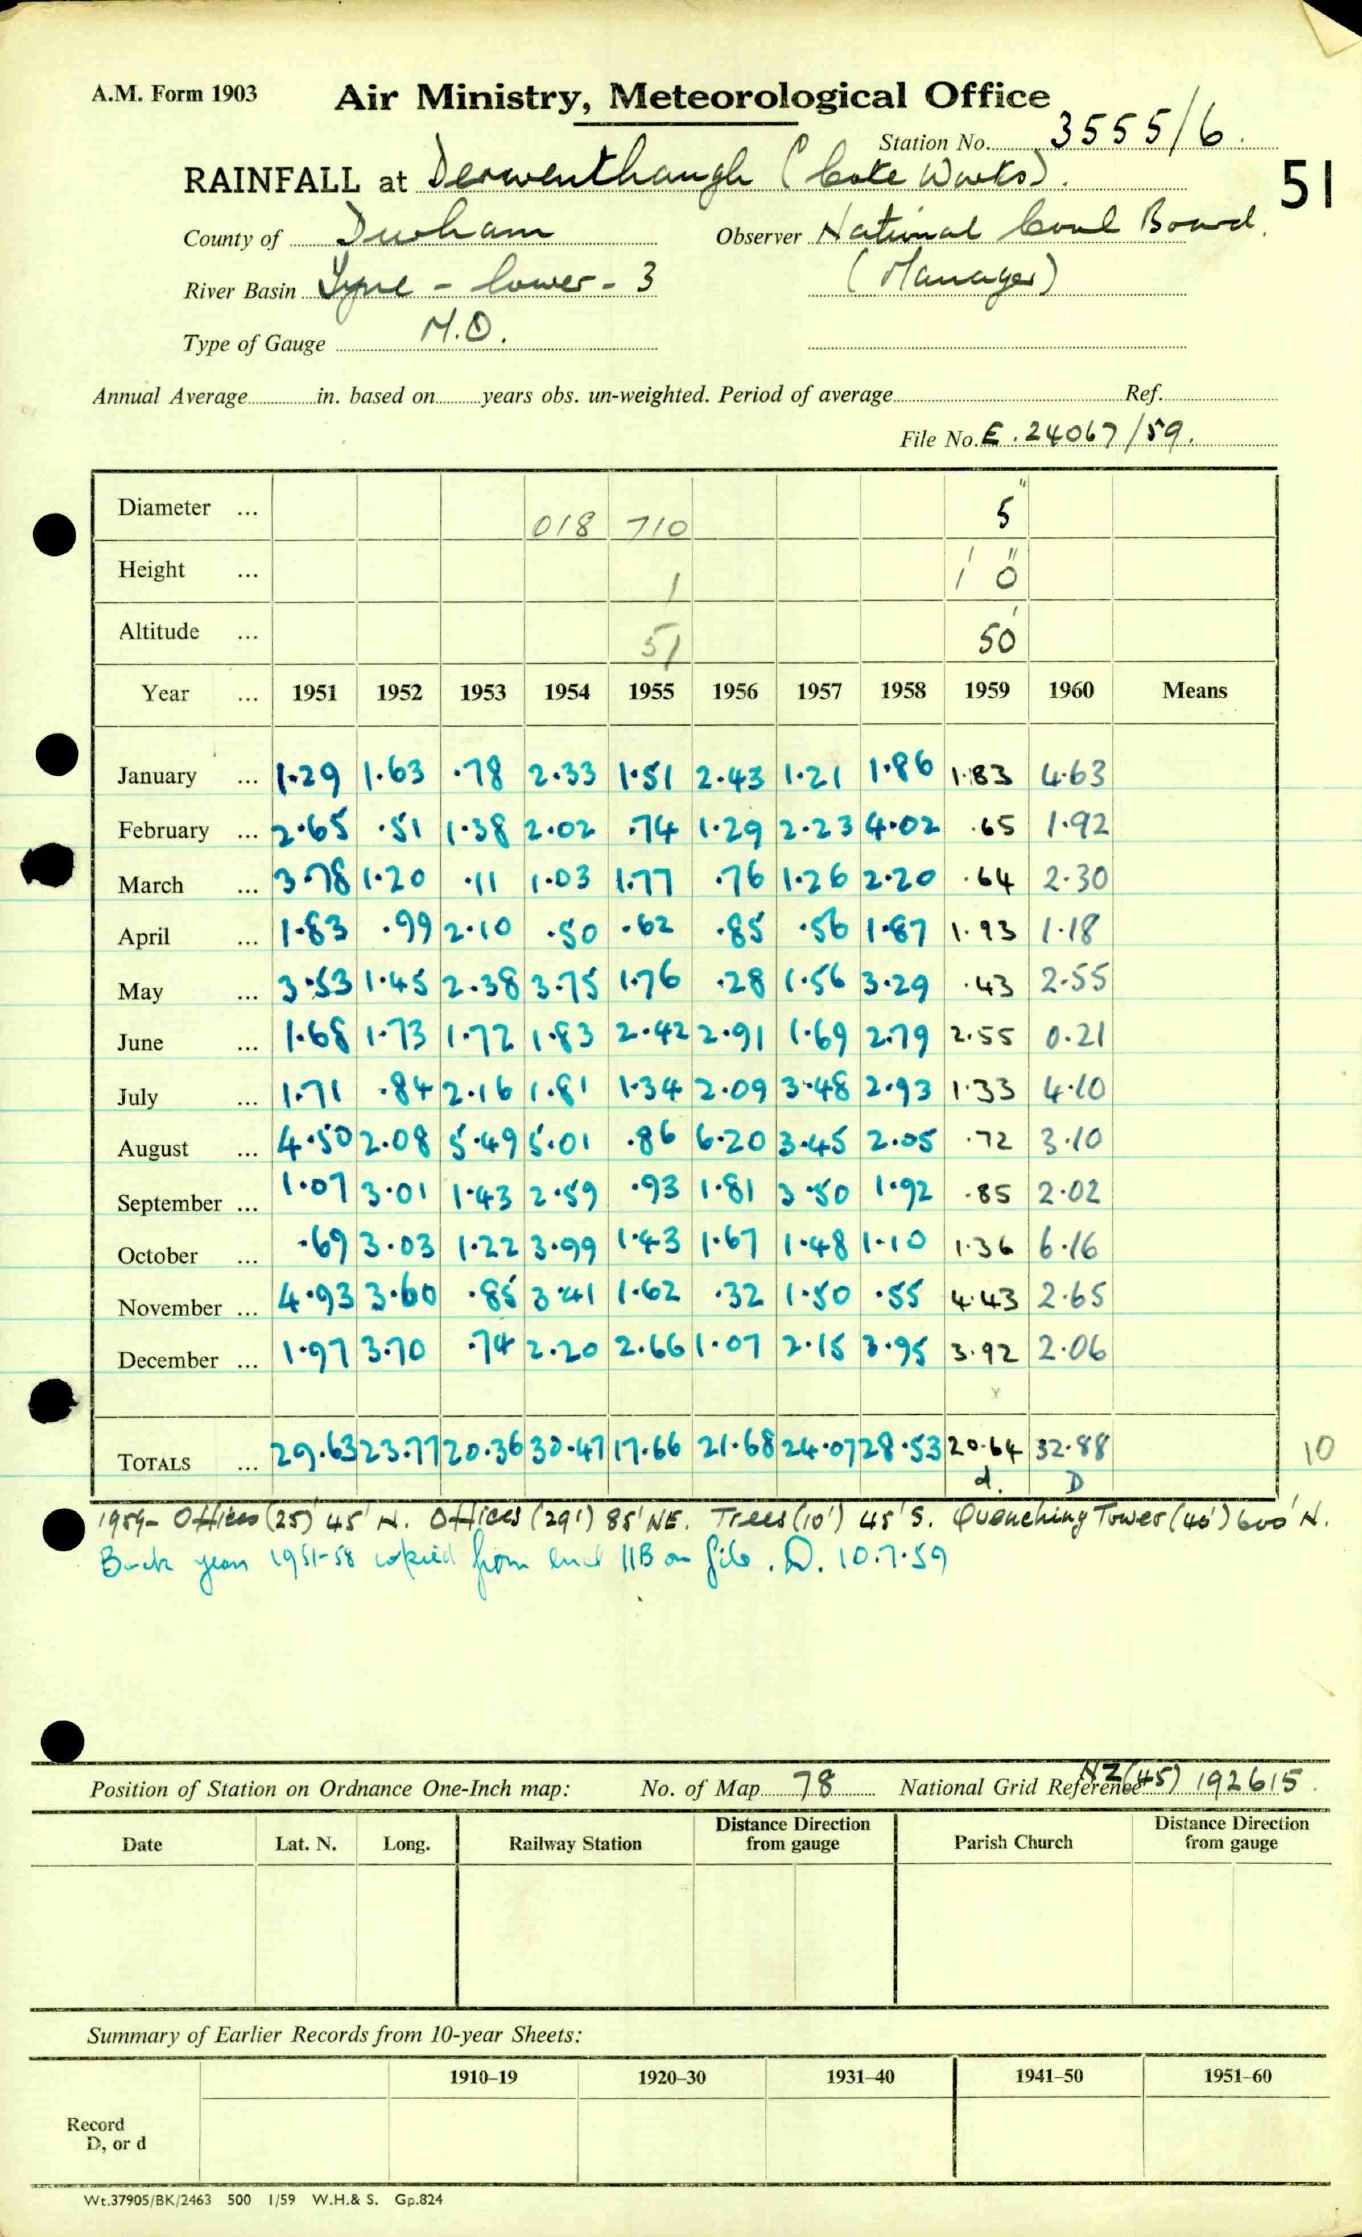 A.M. Form 1903 Air Ministry, Meteorological Office
Station No. 3555/6.
RAINFALL at Derwenthaugh (Coke Works). 51
County of Durham Observer National Coal Board.
River Basin Tyne - lower - 3 (Manager)
Type of Gauge M.O.
Annual Average in. based on years obs. un-weighted. Period of average Ref.
File No. E.24067/59.
Diameter ... 018 710 5"
Height ... 1 1' 0"
Altitude ... 51 50'
Year ... 1951 1952 1953 1954 1955 1956 1957 1958 1959 1960 Means
January ... 1.29 1.63 .78 2.33 1.51 2.43 1.21 1.86 1.83 4.63
February ... 2.65 .51 1.38 2.02 .74 1.29 2.23 4.02 .65 1.92
March ... 3.78 1.20 .11 1.03 1.77 .76 1.26 2.20 .64 2.30
April ... 1.83 .99 2.10 .50 .62 .85 .56 1.87 1.93 1.18
May ... 3.53 1.45 2.38 3.75 1.76 .28 1.56 3.29 .43 2.55
June ... 1.68 1.73 1.72 1.83 2.42 2.91 1.69 2.79 2.55 0.21
July ... 1.71 .84 2.16 1.81 1.34 2.09 3.48 2.93 1.33 4.10
August ... 4.50 2.08 5.49 5.01 .86 6.20 3.45 2.05 .72 3.10
September ... 1.07 3.01 1.43 2.59 .93 1.81 3.50 1.92 .85 2.02
October ... .69 3.03 1.22 3.99 1.43 1.67 1.48 1.10 1.36 6.16
November ... 4.93 3.60 .85 3.41 1.62 .32 1.50 .55 4.43 2.65
December ... 1.97 3.70 .74 2.20 2.66 1.07 2.15 3.95 3.92 2.06
TOTALS ... 29.63 23.77 20.36 30.47 17.66 21.68 24.07 28.53 20.64 32.88 10
d. D
1959- Offices (25') 45' N. Offices (29') 85' NE. Trees (10') 45' S. Quenching Tower (40') 600' N.
Back years 1951-58 copied from encl 11B on file. D. 10.7.59
Position of Station on Ordnance One-Inch map: No. of Map 78 National Grid Reference NZ(45) 192615.
Date Lat. N. Long. Railway Station Distance Direction from gauge Parish Church Distance Direction from gauge
Summary of Earlier Records from 10-year Sheets:
1910–19 1920–30 1931–40 1941–50 1951–60
Record
D, or d
Wt.37905/BK/2463 500 1/59 W.H.& S. Gp.824